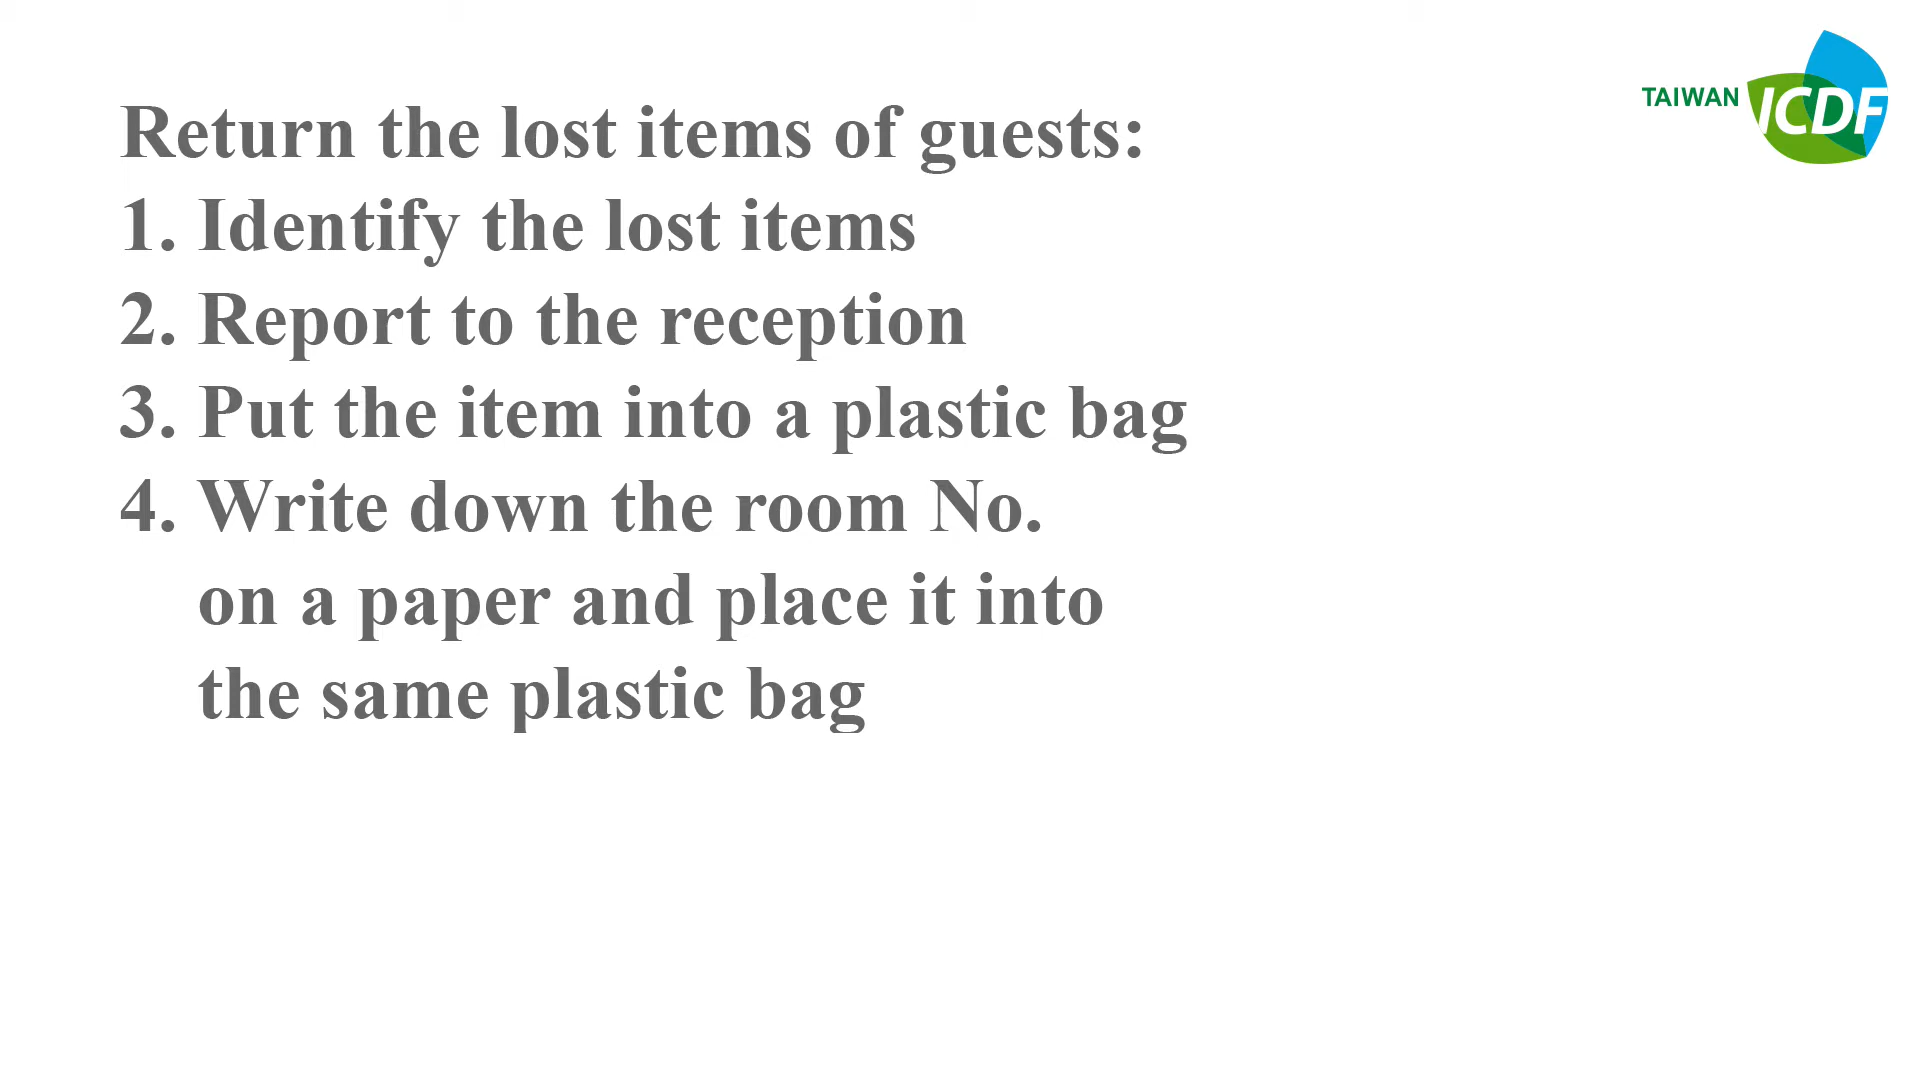 TAIWAN ICDF
Return the lost items of guests:
1. Identify the lost items
2. Report to the reception
3. Put the item into a plastic bag
4. Write down the room No.
on a paper and place it into
the same plastic bag